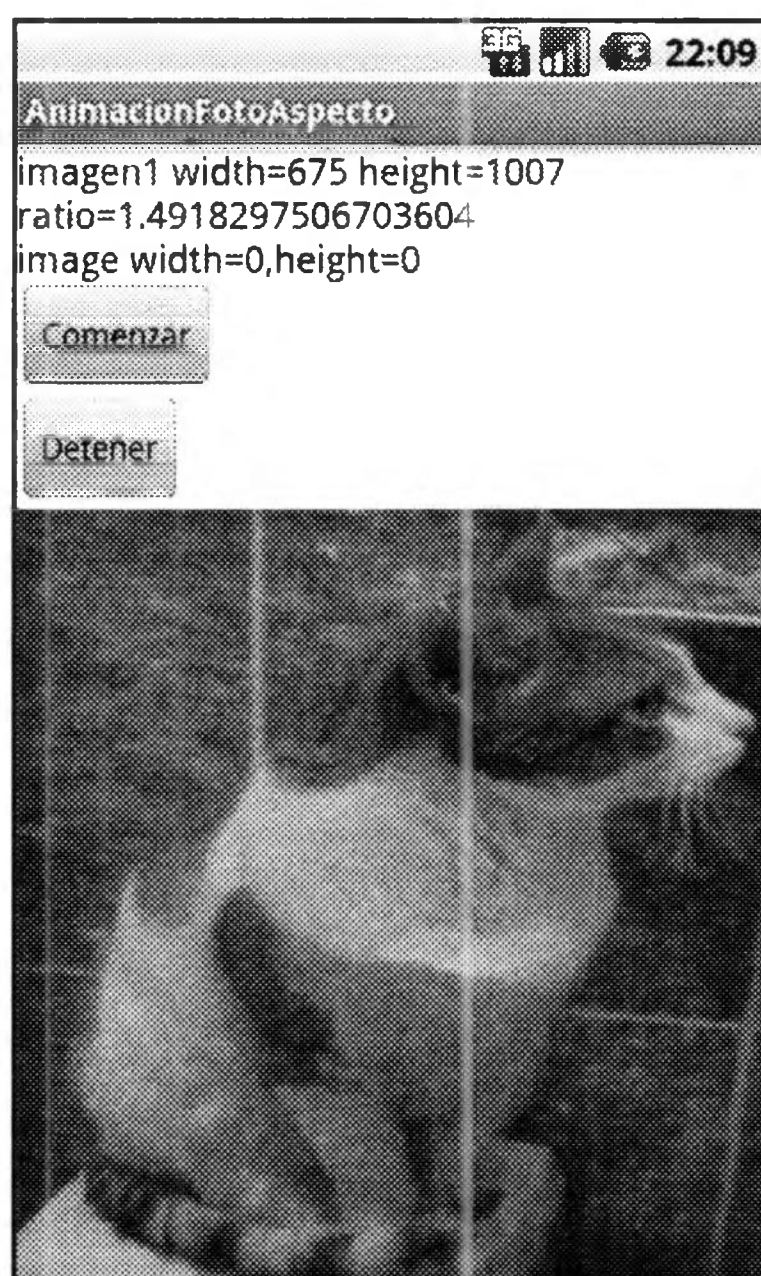 22:09
AnimacionFotoAspecto
imagen1 width=675 height=1007
ratio=1.4918297506703604
image width=0,height=0
Comenzar
Detener